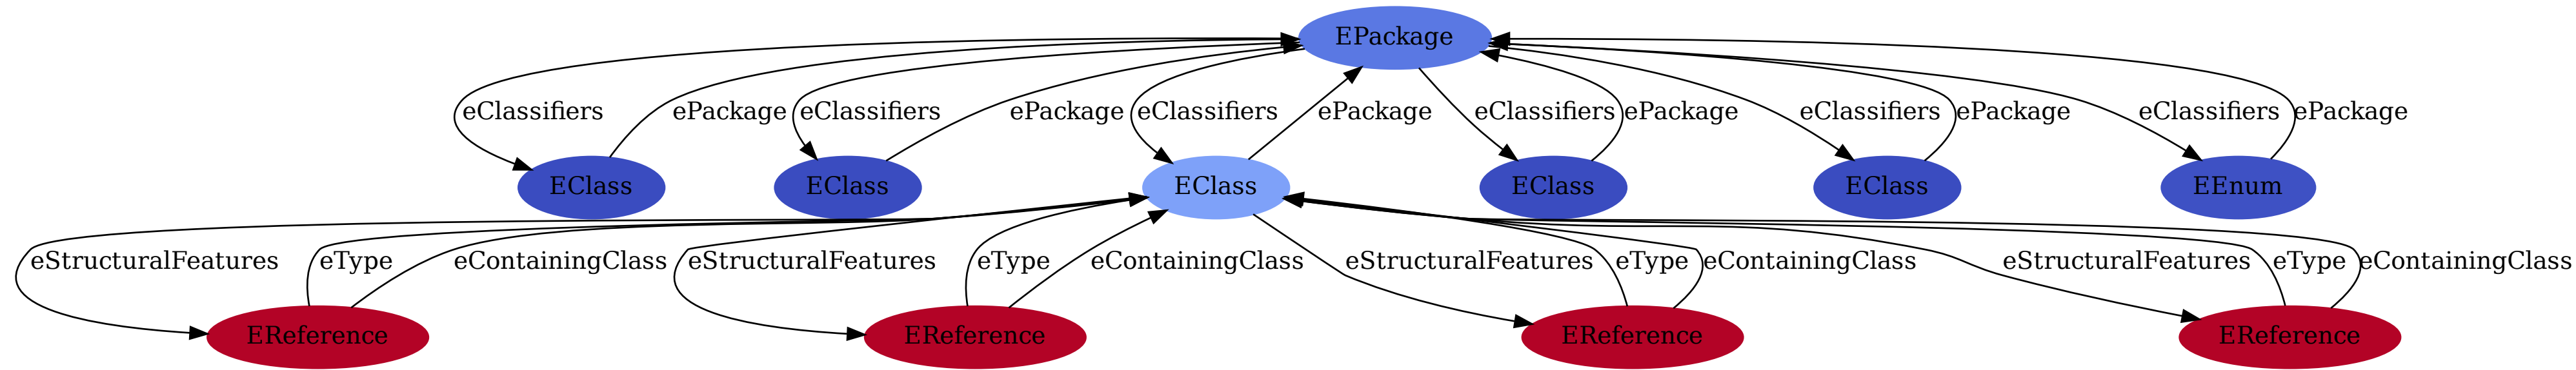 EPackage
eClassifiers
ePackage
eClassifiers
ePackage
eClassifiers
ePackage
eClassifiers
ePackage
eClassifiers
ePackage
eClassifiers
ePackage
EClass
EClass
EClass
EClass
EClass
EEnum
eStructuralFeatures
eType
eContainingClass
eStructuralFeatures
eType
eContainingClass
eStructuralFeatures
eType
eContainingClass
eStructuralFeatures
eType
eContainingClass
EReference
EReference
EReference
EReference